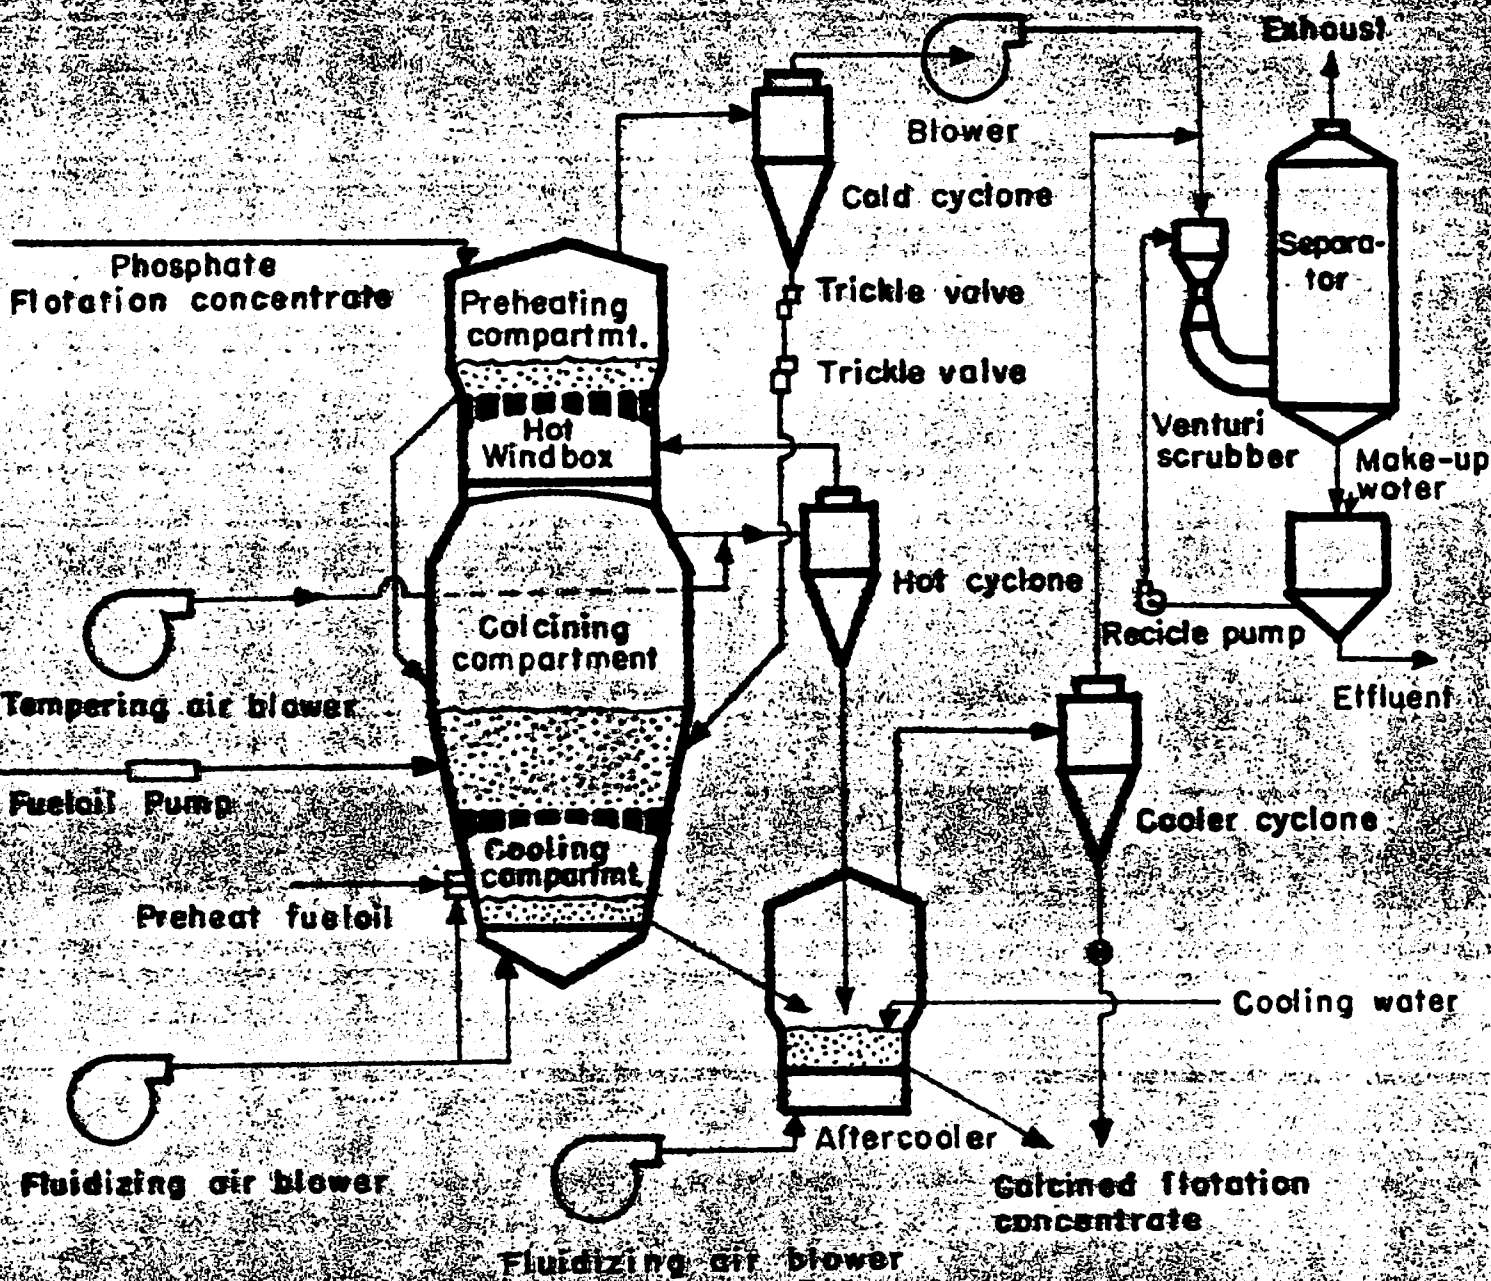 Exhaust
Blower
Cold cyclone
Separa-
tor
Phosphate
Flotation concentrate
Preheating
compartmt.
Trickle valve
Trickle valve
Hot
Windbox
Venturi
scrubber
Make-up
water
Hot cyclone
Calcining
compartment
Recicle pump
Effluent
Tempering air blower
Fueloil Pump
Cooling
compartmt.
Cooler cyclone
Preheat fueloil
Cooling water
Aftercooler
Fluidizing air blower
Calcined flotation
concentrate
Fluidizing air blower